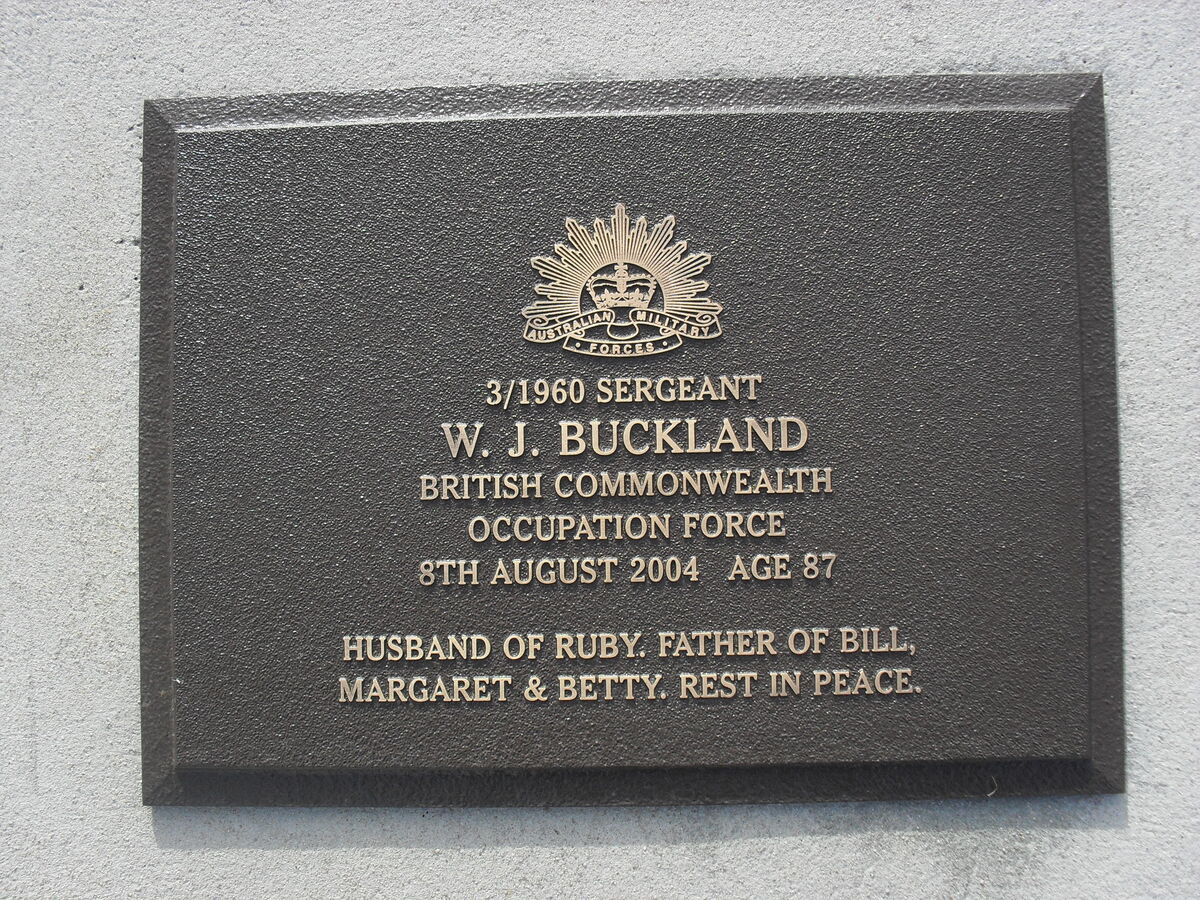 AUSTRALIAN MILITARY
· FORCES ·
3/1960 SERGEANT
W. J. BUCKLAND
BRITISH COMMONWEALTH
OCCUPATION FORCE
8TH AUGUST 2004 AGE 87
HUSBAND OF RUBY. FATHER OF BILL,
MARGARET & BETTY. REST IN PEACE.